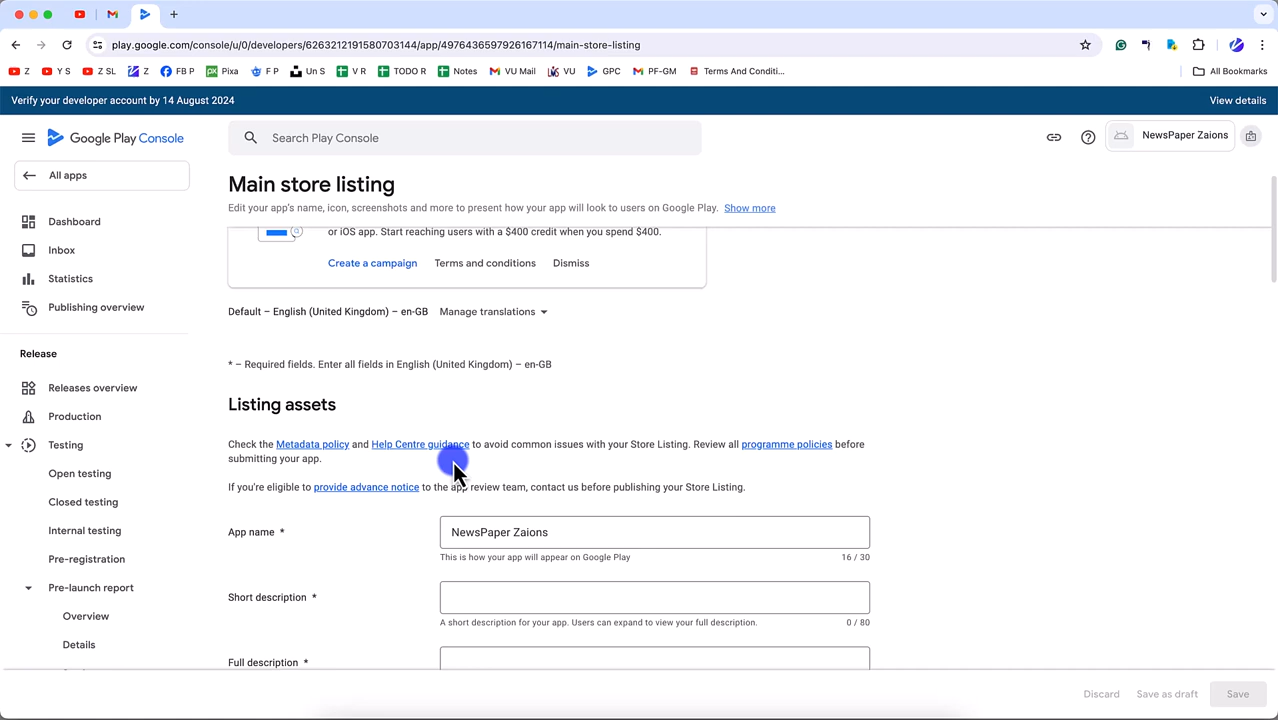 play.google.com/console/u/0/developers/6263212191580703144/app/4976436597926167114/main-store-listing
Z
Y S
Z SL
Z
FB P
Pixa
F P
Un S
V R
TODO R
Notes
VU Mail
VU
GPC
PF-GM
Terms And Conditi...
All Bookmarks
Verify your developer account by 14 August 2024
View details
Google Play Console
Search Play Console
NewsPaper Zaions
All apps
Main store listing
Edit your app's name, icon, screenshots and more to present how your app will look to users on Google Play. Show more
Dashboard
Inbox
Statistics
Publishing overview
Release
Releases overview
Production
Testing
Open testing
Closed testing
Internal testing
Pre-registration
Pre-launch report
Overview
Details
or iOS app. Start reaching users with a $400 credit when you spend $400.
Create a campaign
Terms and conditions
Dismiss
Default – English (United Kingdom) – en-GB
Manage translations
* – Required fields. Enter all fields in English (United Kingdom) – en-GB
Listing assets
Check the Metadata policy and Help Centre guidance to avoid common issues with your Store Listing. Review all programme policies before
submitting your app.
If you're eligible to provide advance notice to the app review team, contact us before publishing your Store Listing.
App name *
NewsPaper Zaions
This is how your app will appear on Google Play
16 / 30
Short description *
A short description for your app. Users can expand to view your full description.
0 / 80
Full description *
Discard
Save as draft
Save